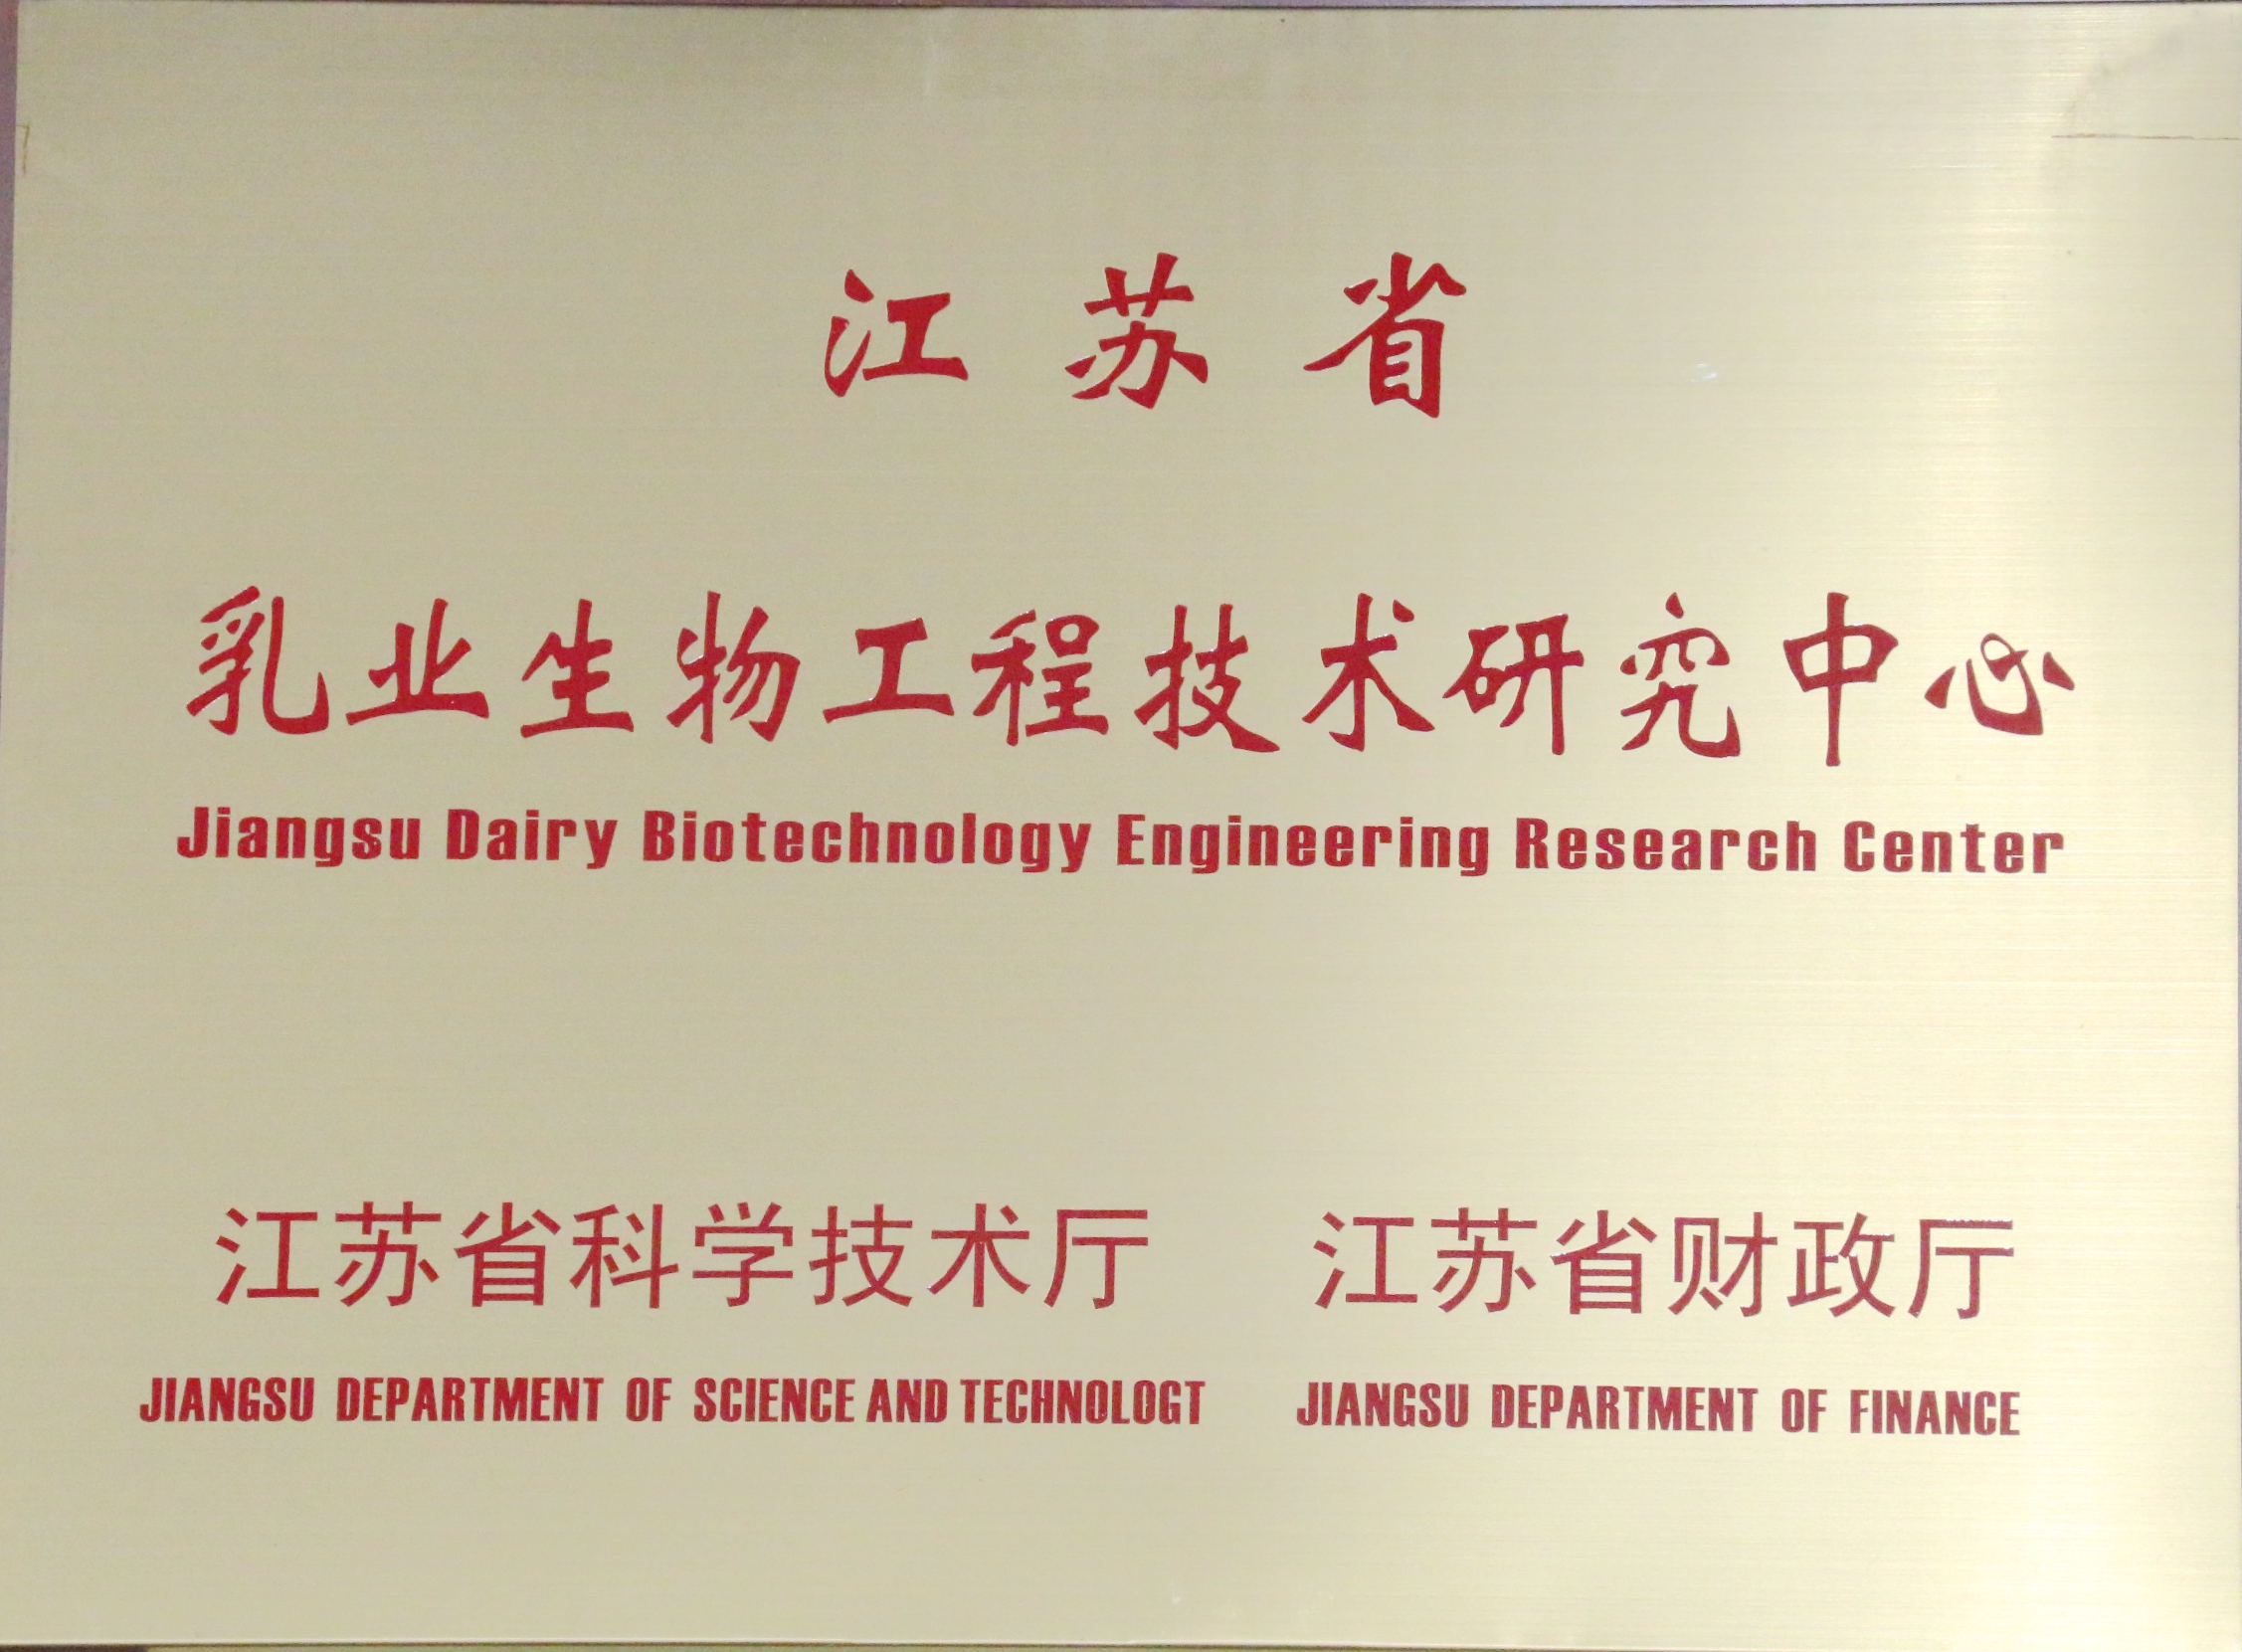 江苏省
乳业生物工程技术研究中心
Jiangsu Dairy Biotechnology Engineering Research Center
江苏省科学技术厅 江苏省财政厅
JIANGSU DEPARTMENT OF SCIENCE AND TECHNOLOGT JIANGSU DEPARTMENT OF FINANCE